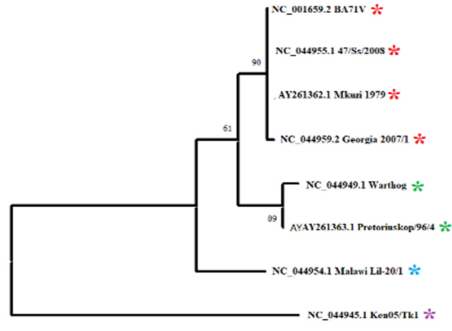 NC_001659.2 BA71V
NC_044955.1 47/Ss/2008
90
AY261362.1 Mkuzi 1979
61
NC_044959.2 Georgia 2007/1
NC_044949.1 Warthog
89
AYAY261363.1 Pretoriuskop/96/4
NC_044954.1 Malawi Lil-20/1
NC_044945.1 Ken05/Tk1